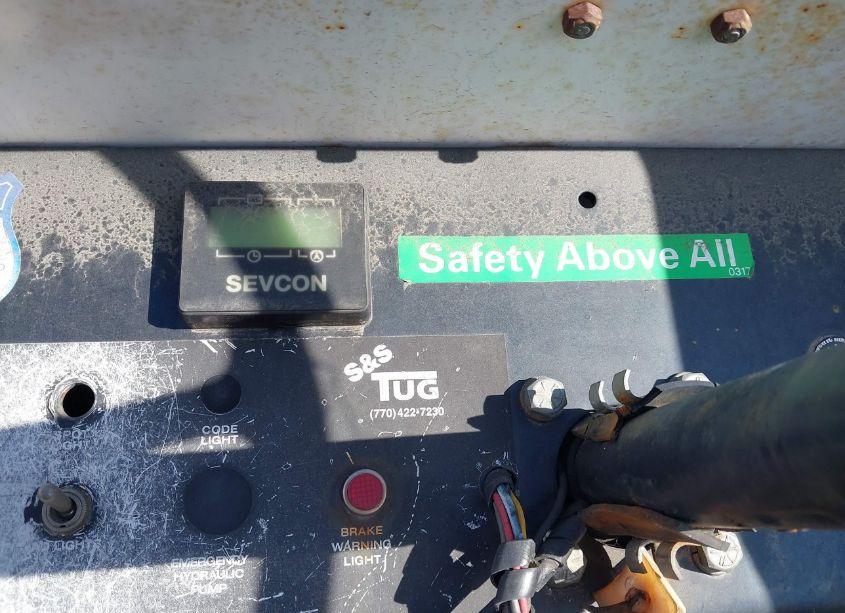 SEVCON
Safety Above All
0317
S&S
TUG
(770) 422-7230
CODE
LIGHT
BRAKE
WARNING
LIGHT
EMERGENCY
HYDRAULIC
PUMP